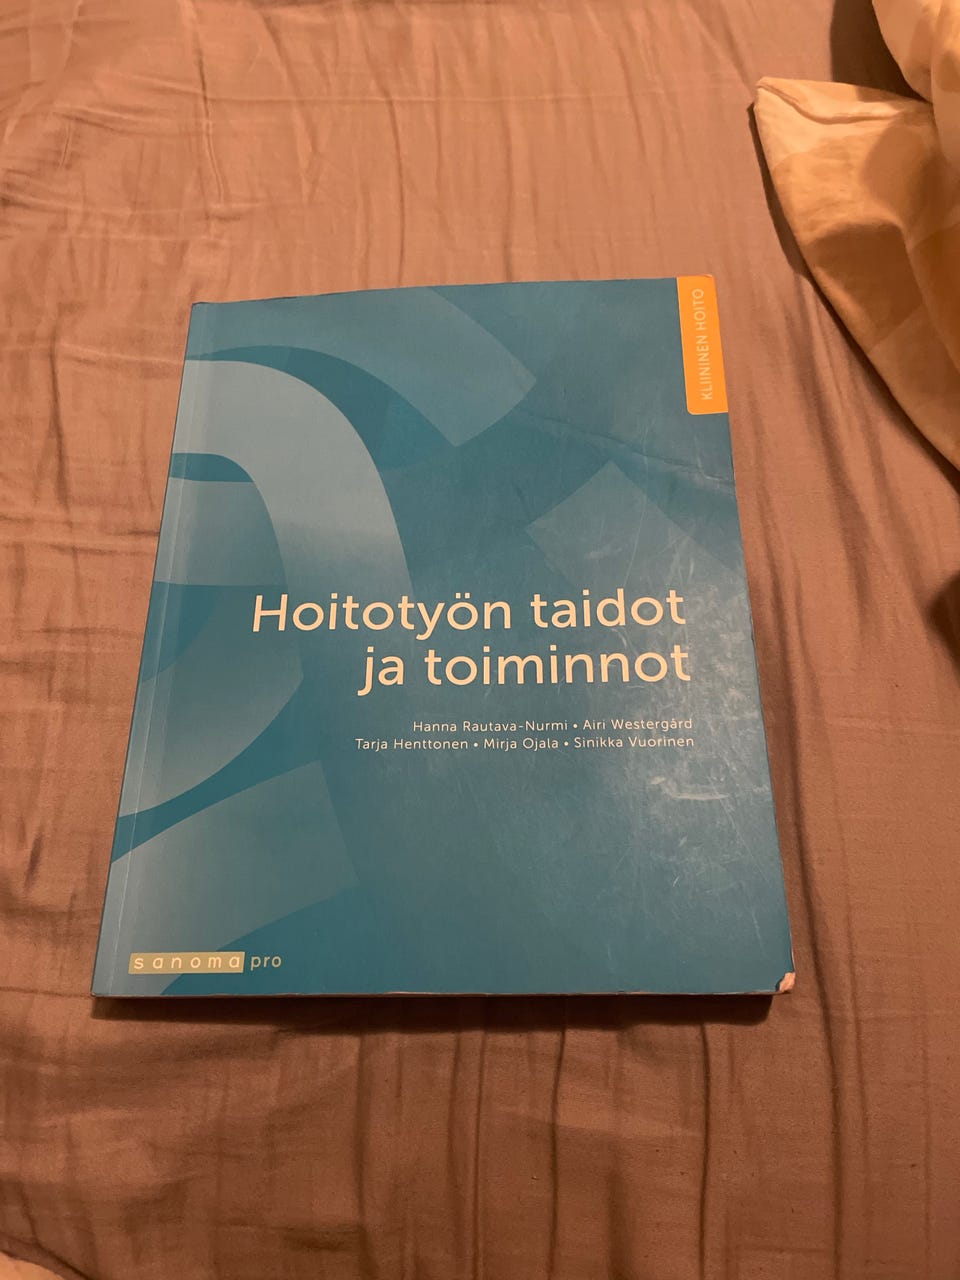 KLIININEN HOITO
Hoitotyön taidot
ja toiminnot
Hanna Rautava-Nurmi • Airi Westergård
Tarja Henttonen • Mirja Ojala • Sinikka Vuorinen
sanoma pro